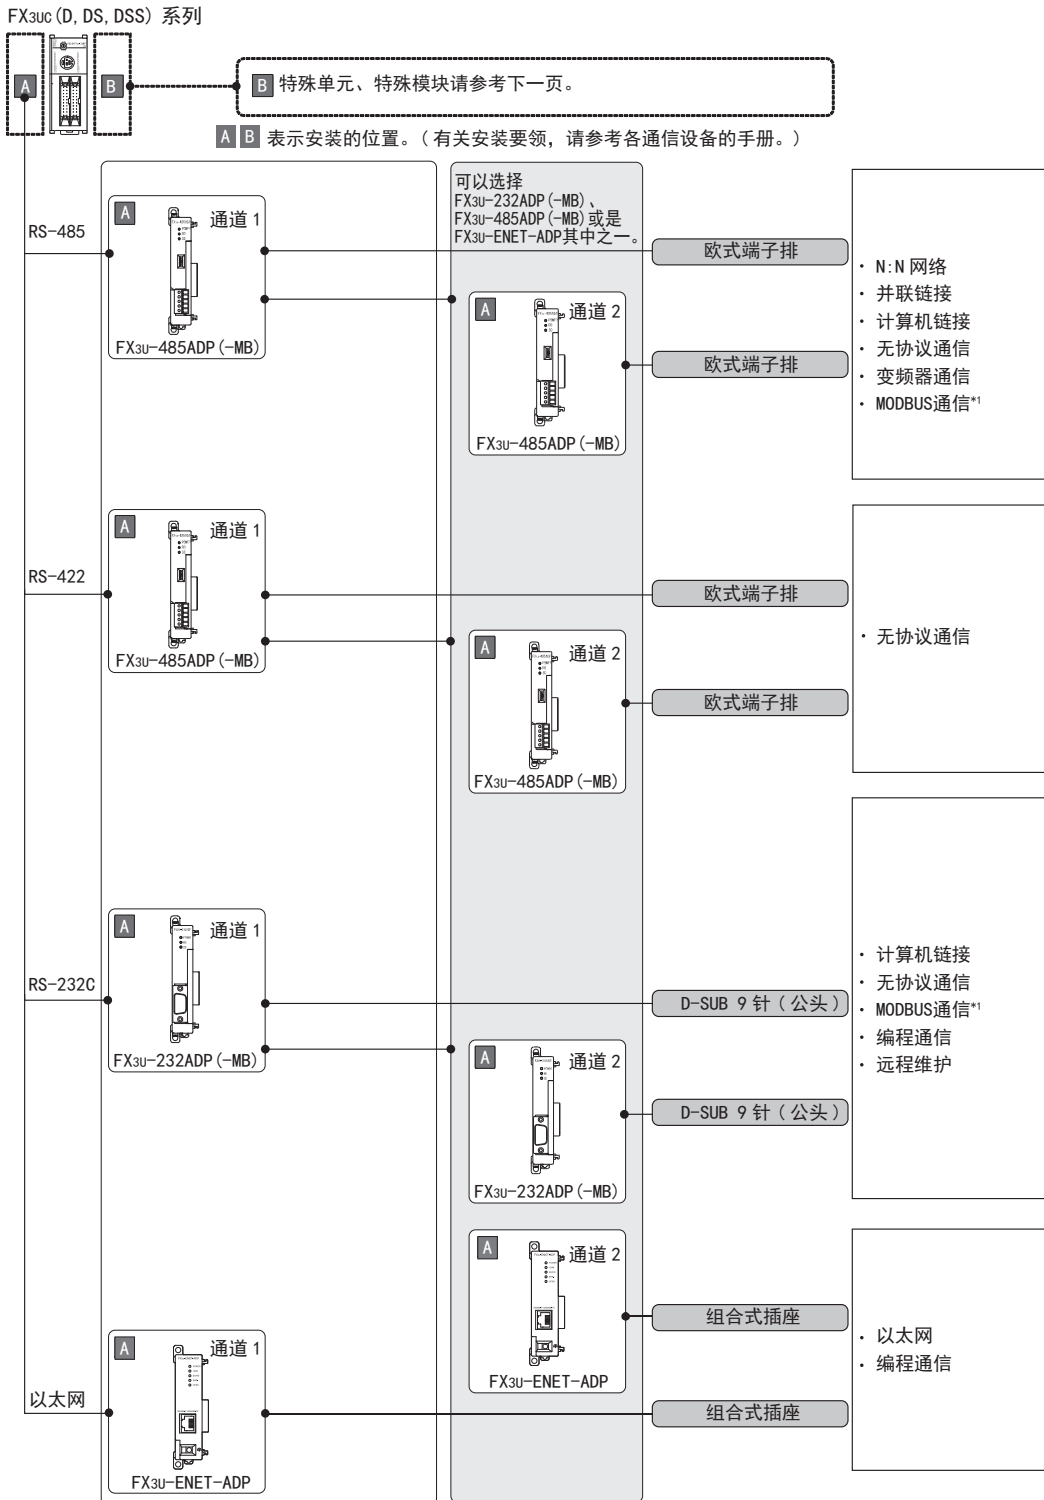 FX3UC(D, DS, DSS) 系列
A
B
B 特殊单元、特殊模块请参考下一页。
A B 表示安装的位置。(有关安装要领, 请参考各通信设备的手册。)
可以选择
FX3U-232ADP(-MB)、
FX3U-485ADP(-MB)或是
FX3U-ENET-ADP其中之一。
RS-485
A 通道 1
FX3U-485ADP(-MB)
欧式端子排
A 通道 2
FX3U-485ADP(-MB)
欧式端子排
· N:N 网络
· 并联链接
· 计算机链接
· 无协议通信
· 变频器通信
· MODBUS通信*1
RS-422
A 通道 1
FX3U-485ADP(-MB)
欧式端子排
A 通道 2
FX3U-485ADP(-MB)
欧式端子排
· 无协议通信
RS-232C
A 通道 1
FX3U-232ADP(-MB)
D-SUB 9 针 ( 公头 )
A 通道 2
FX3U-232ADP(-MB)
D-SUB 9 针 ( 公头 )
· 计算机链接
· 无协议通信
· MODBUS通信*1
· 编程通信
· 远程维护
A 通道 2
FX3U-ENET-ADP
组合式插座
以太网
A 通道 1
FX3U-ENET-ADP
组合式插座
· 以太网
· 编程通信